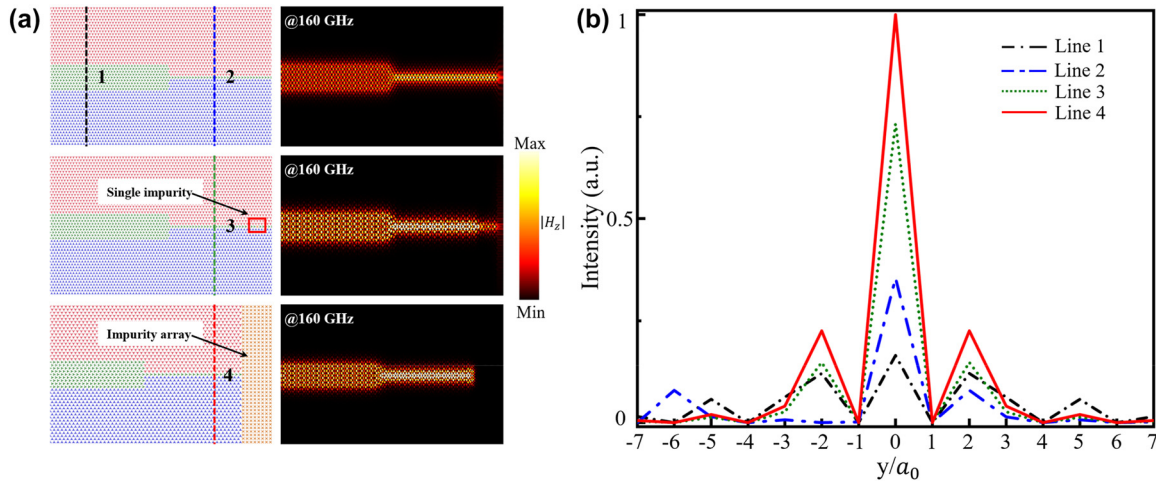 (a)
@160 GHz
1
2
@160 GHz
Single impurity
3
Max
|H_z|
Min
@160 GHz
Impurity array
4
(b)
1
0.5
0
Intensity (a.u.)
Line 1
Line 2
Line 3
Line 4
-7 -6 -5 -4 -3 -2 -1 0 1 2 3 4 5 6 7
y/a₀